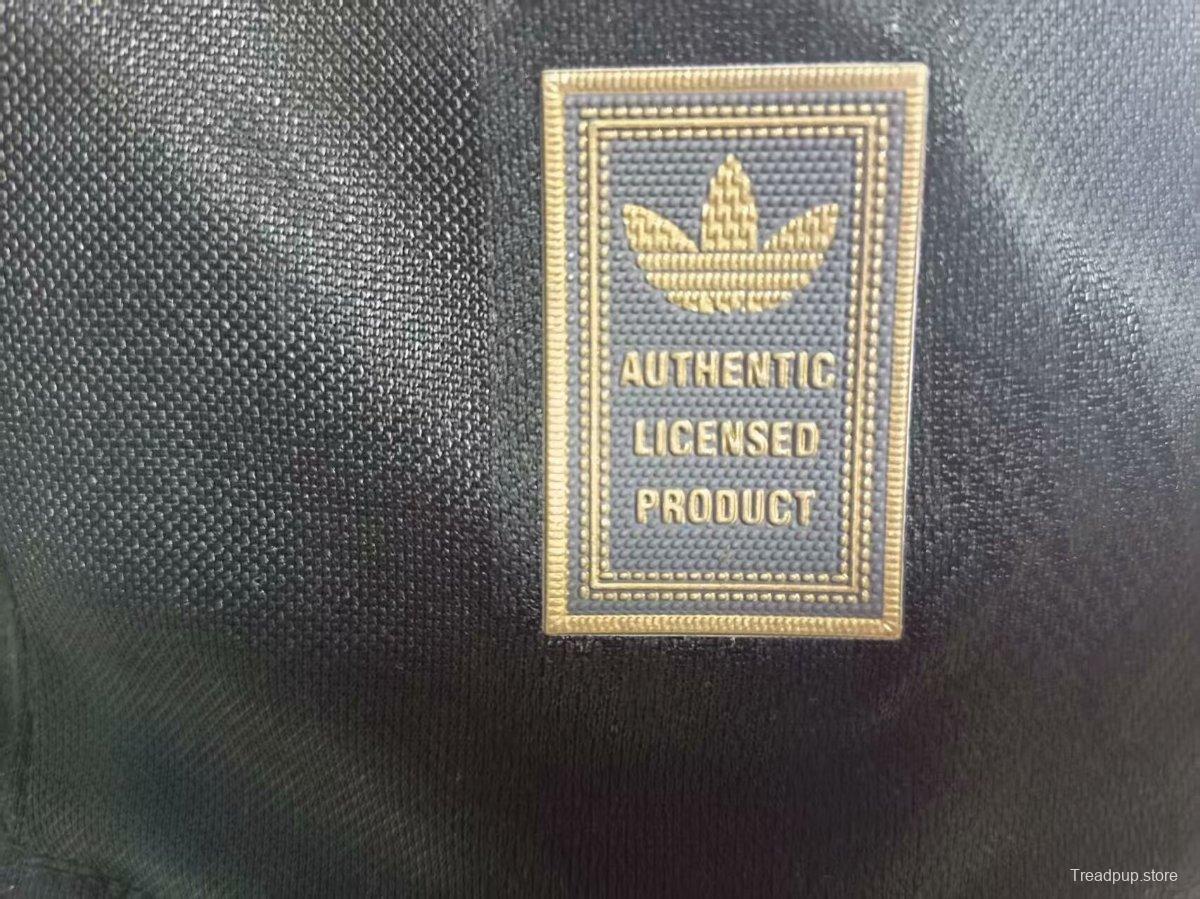 AUTHENTIC
LICENSED
PRODUCT
Treadpup.store